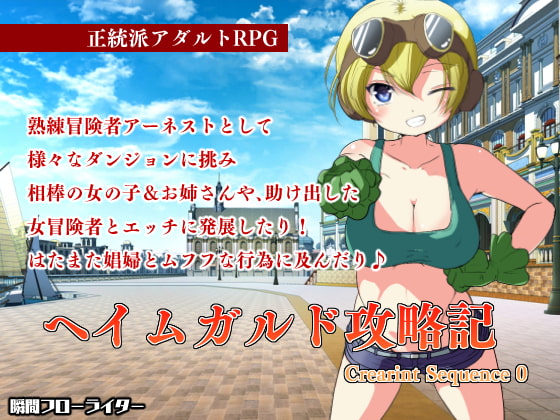 正統派アダルトRPG
熟練冒険者アーネストとして
様々なダンジョンに挑み
相棒の女の子&お姉さんや、助け出した
女冒険者とエッチに発展したり!
はたまた娼婦とムフフな行為に及んだり♪
ヘイムガルド攻略記
Crearint Sequence 0
瞬間フローライター